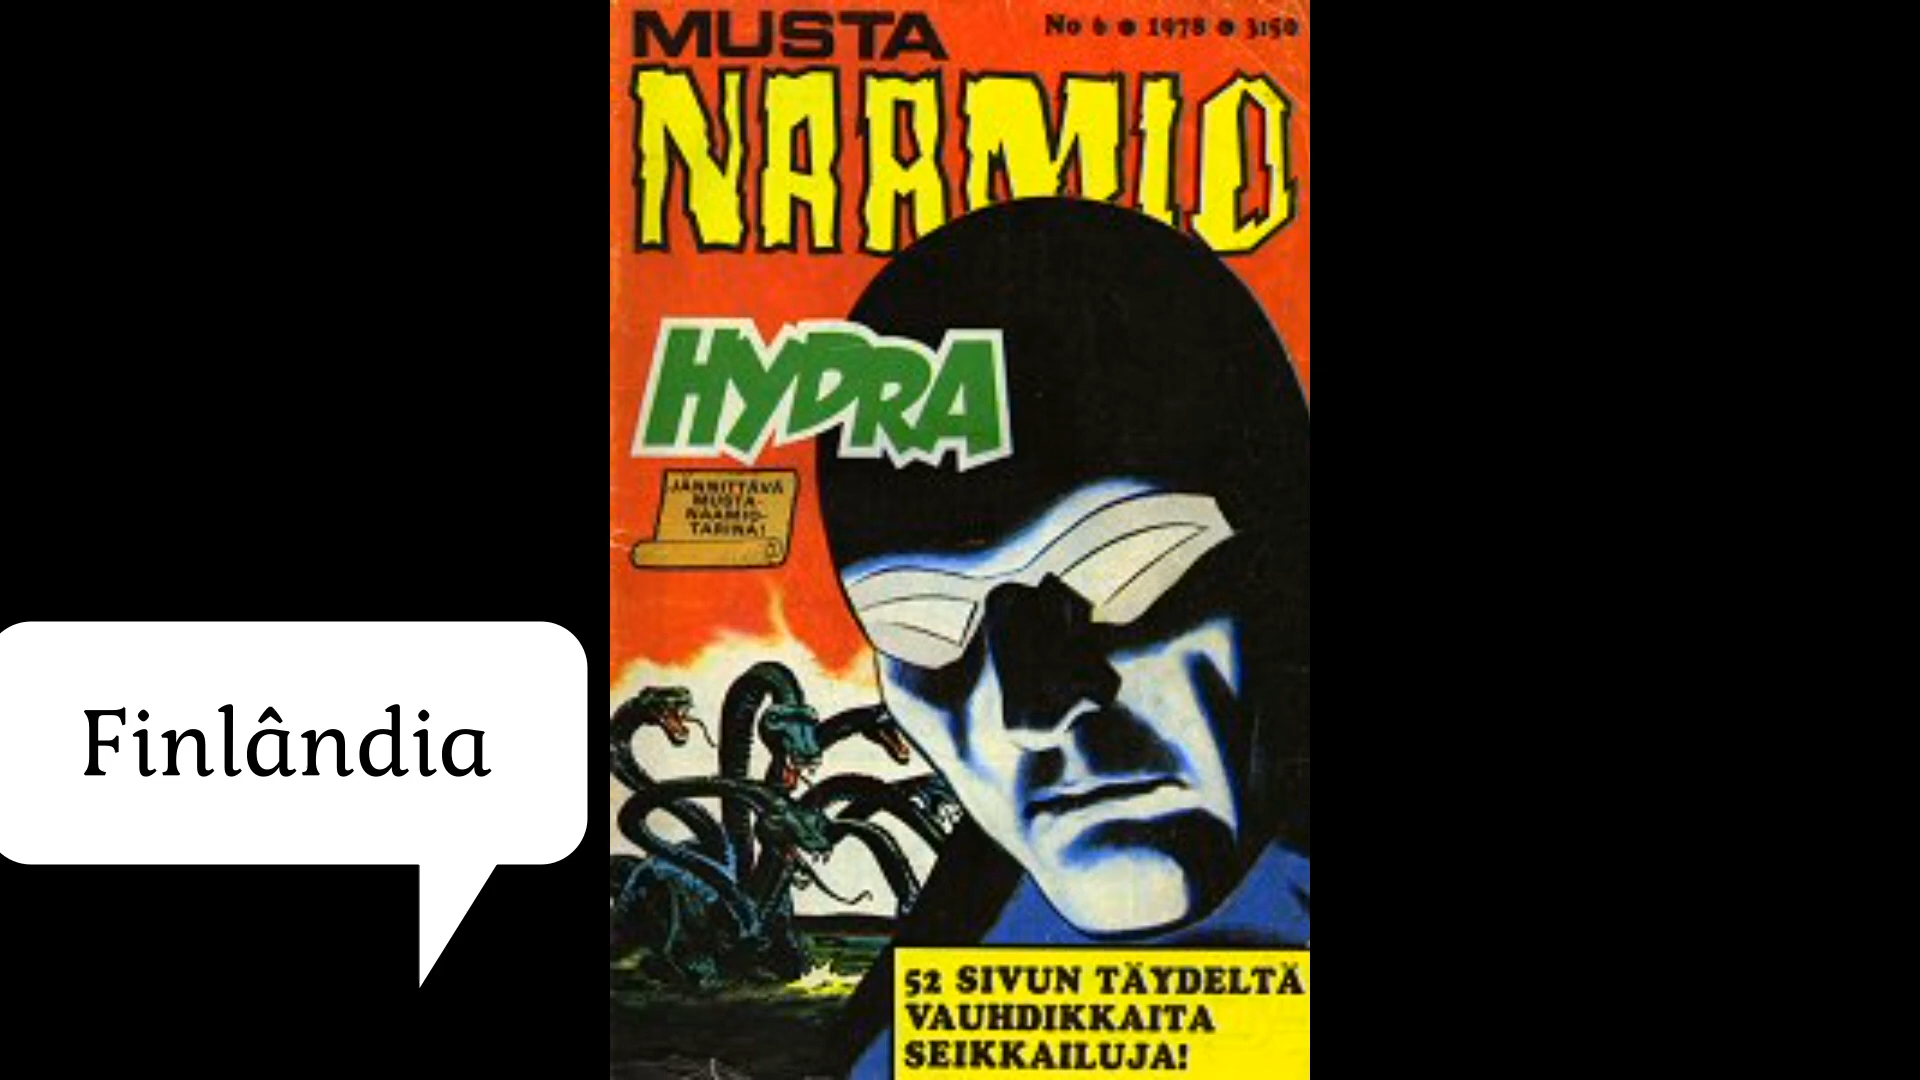 MUSTA
No 6 • 1978 • 3:50
NAAMIO
HYDRA
JÄNNITTÄVÄ
MUSTA-
NAAMIO-
TARINA!
Finlândia
52 SIVUN TÄYDELTÄ
VAUHDIKKAITA
SEIKKAILUJA!